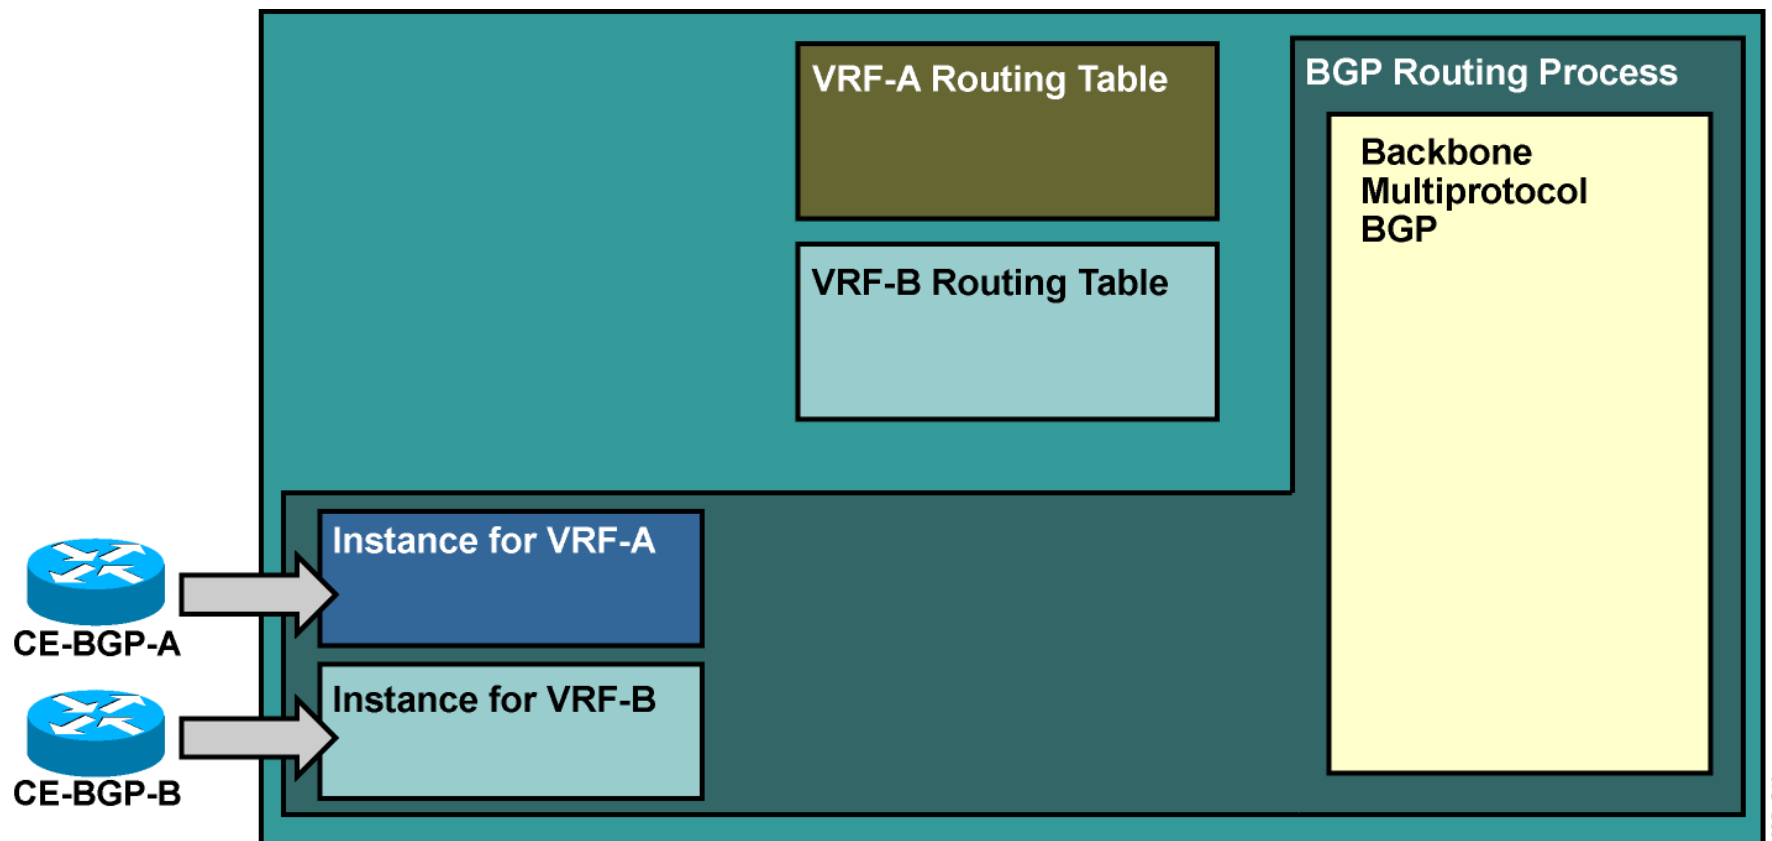 VRF-A Routing Table
BGP Routing Process
Backbone
Multiprotocol
BGP
VRF-B Routing Table
Instance for VRF-A
CE-BGP-A
Instance for VRF-B
CE-BGP-B